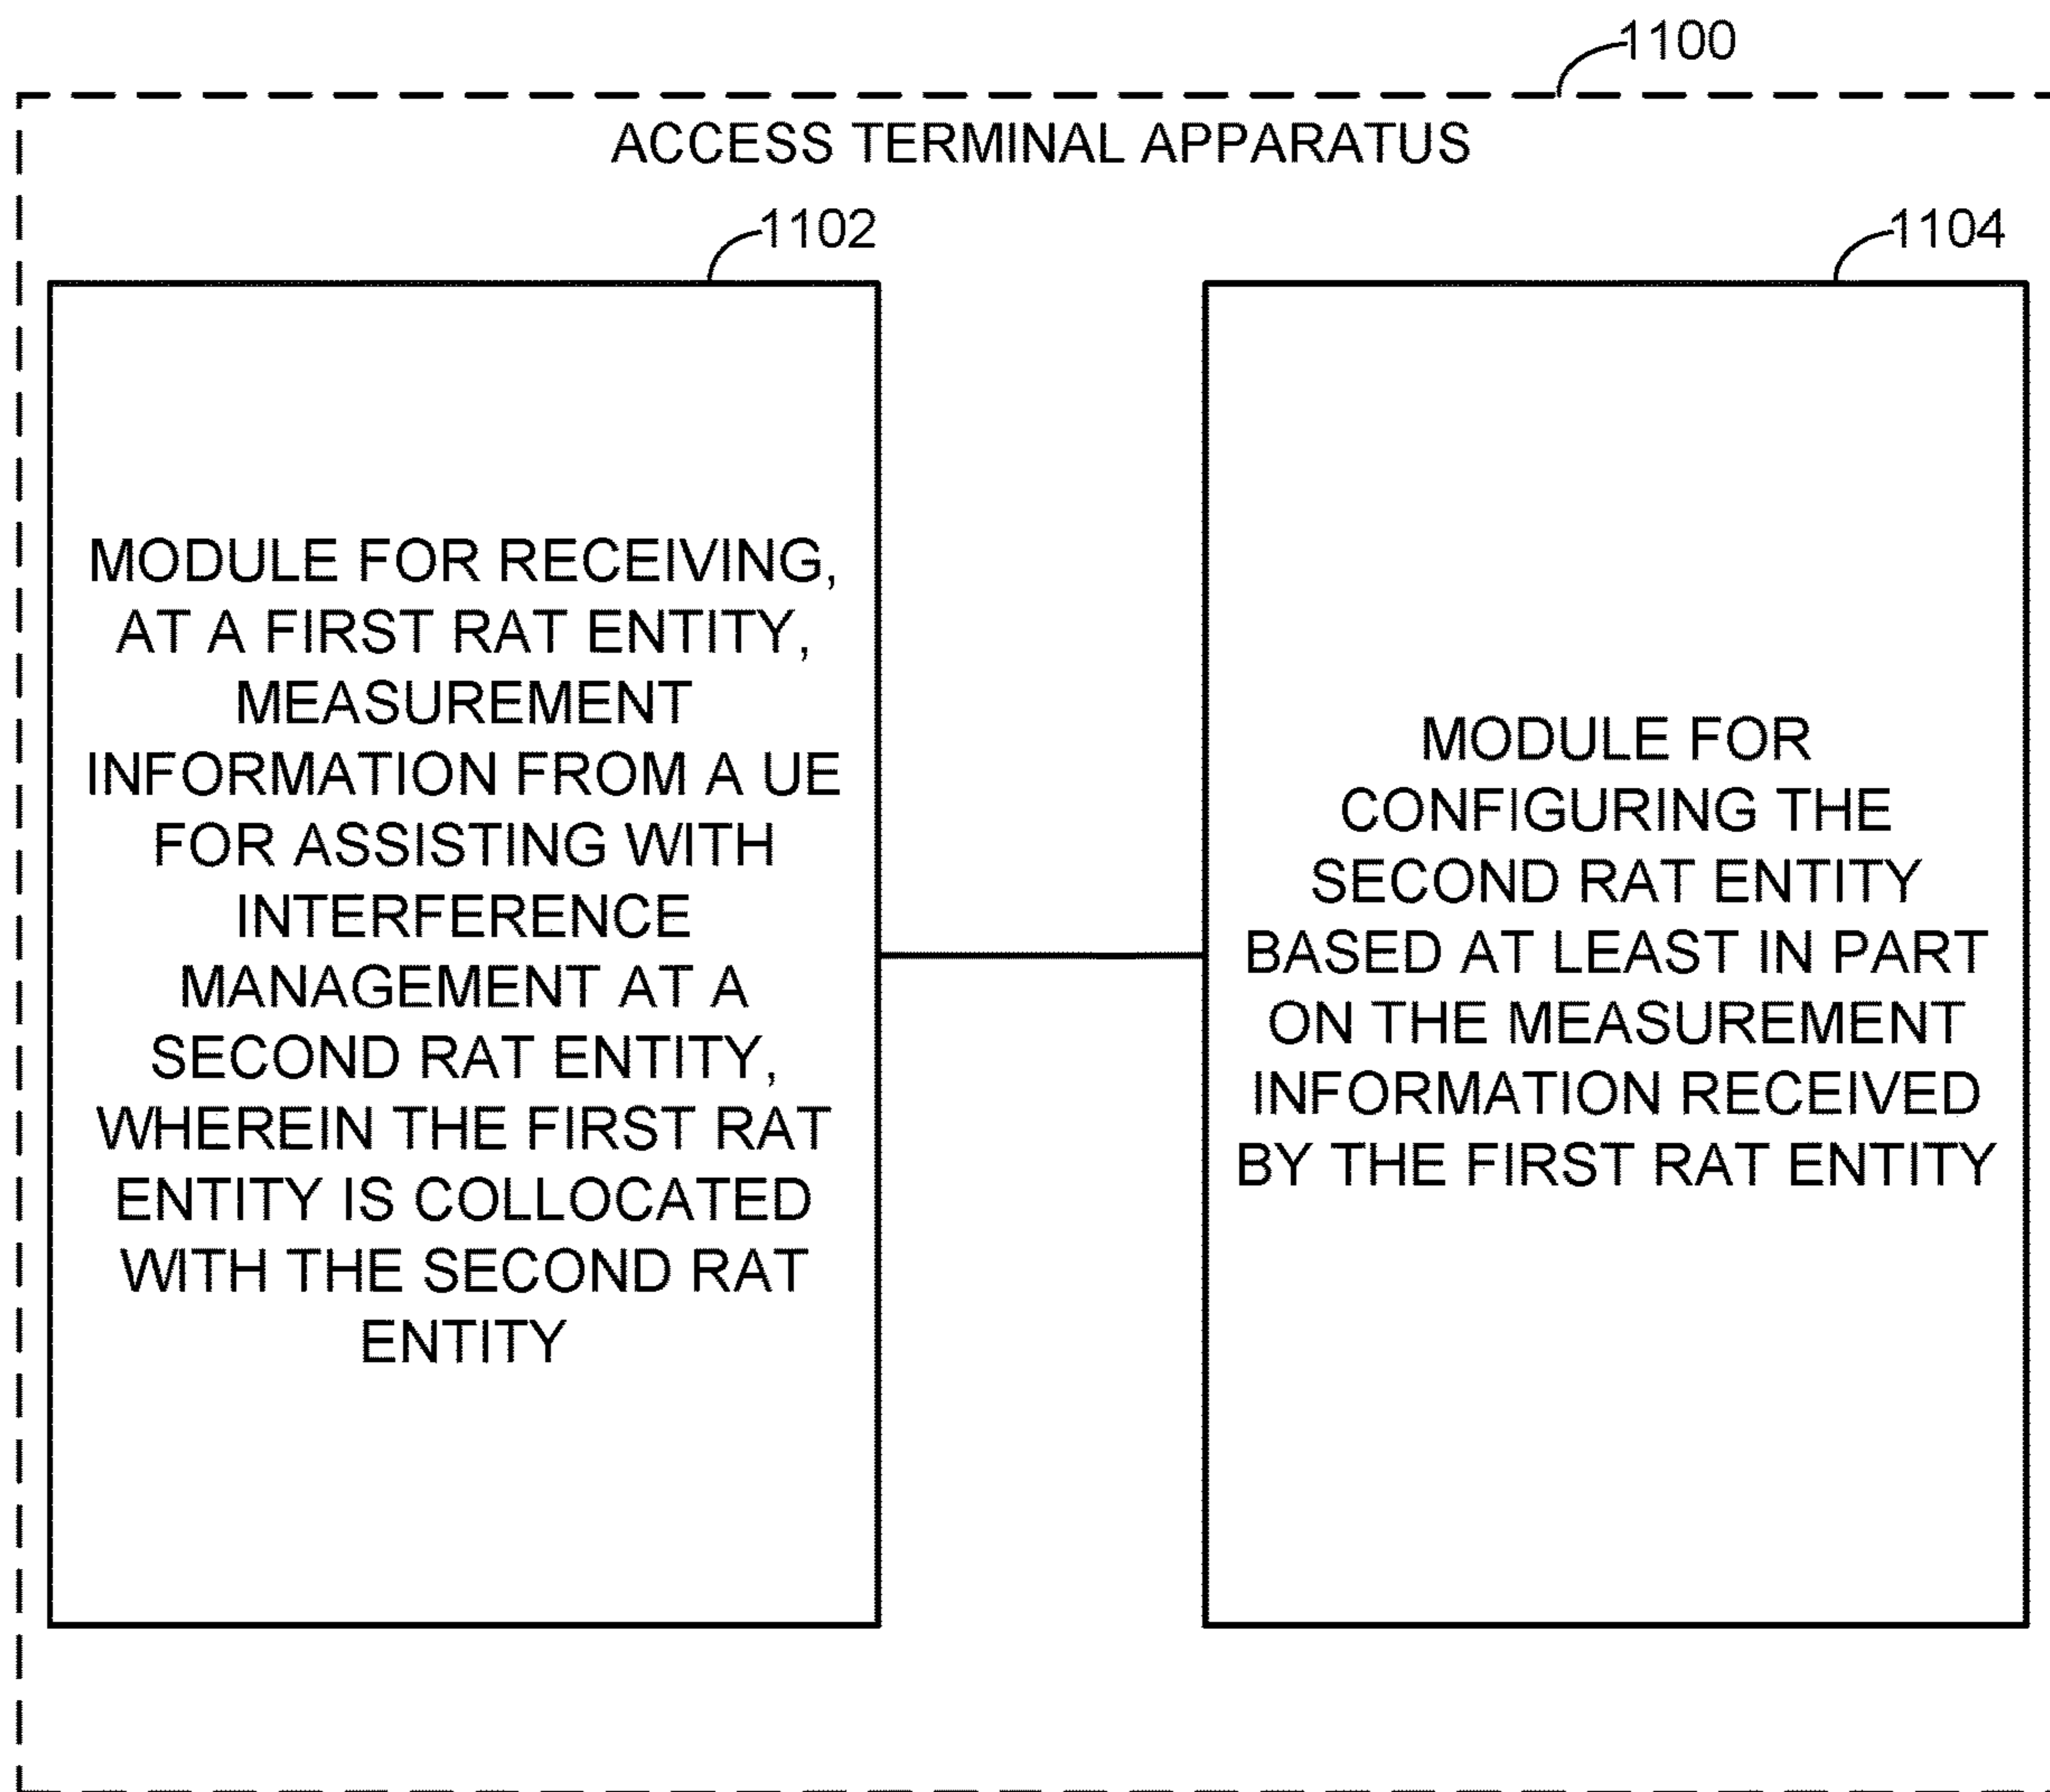 1100
ACCESS TERMINAL APPARATUS
1102
1104
MODULE FOR RECEIVING,
AT A FIRST RAT ENTITY,
MEASUREMENT
INFORMATION FROM A UE
FOR ASSISTING WITH
INTERFERENCE
MANAGEMENT AT A
SECOND RAT ENTITY,
WHEREIN THE FIRST RAT
ENTITY IS COLLOCATED
WITH THE SECOND RAT
ENTITY
MODULE FOR
CONFIGURING THE
SECOND RAT ENTITY
BASED AT LEAST IN PART
ON THE MEASUREMENT
INFORMATION RECEIVED
BY THE FIRST RAT ENTITY